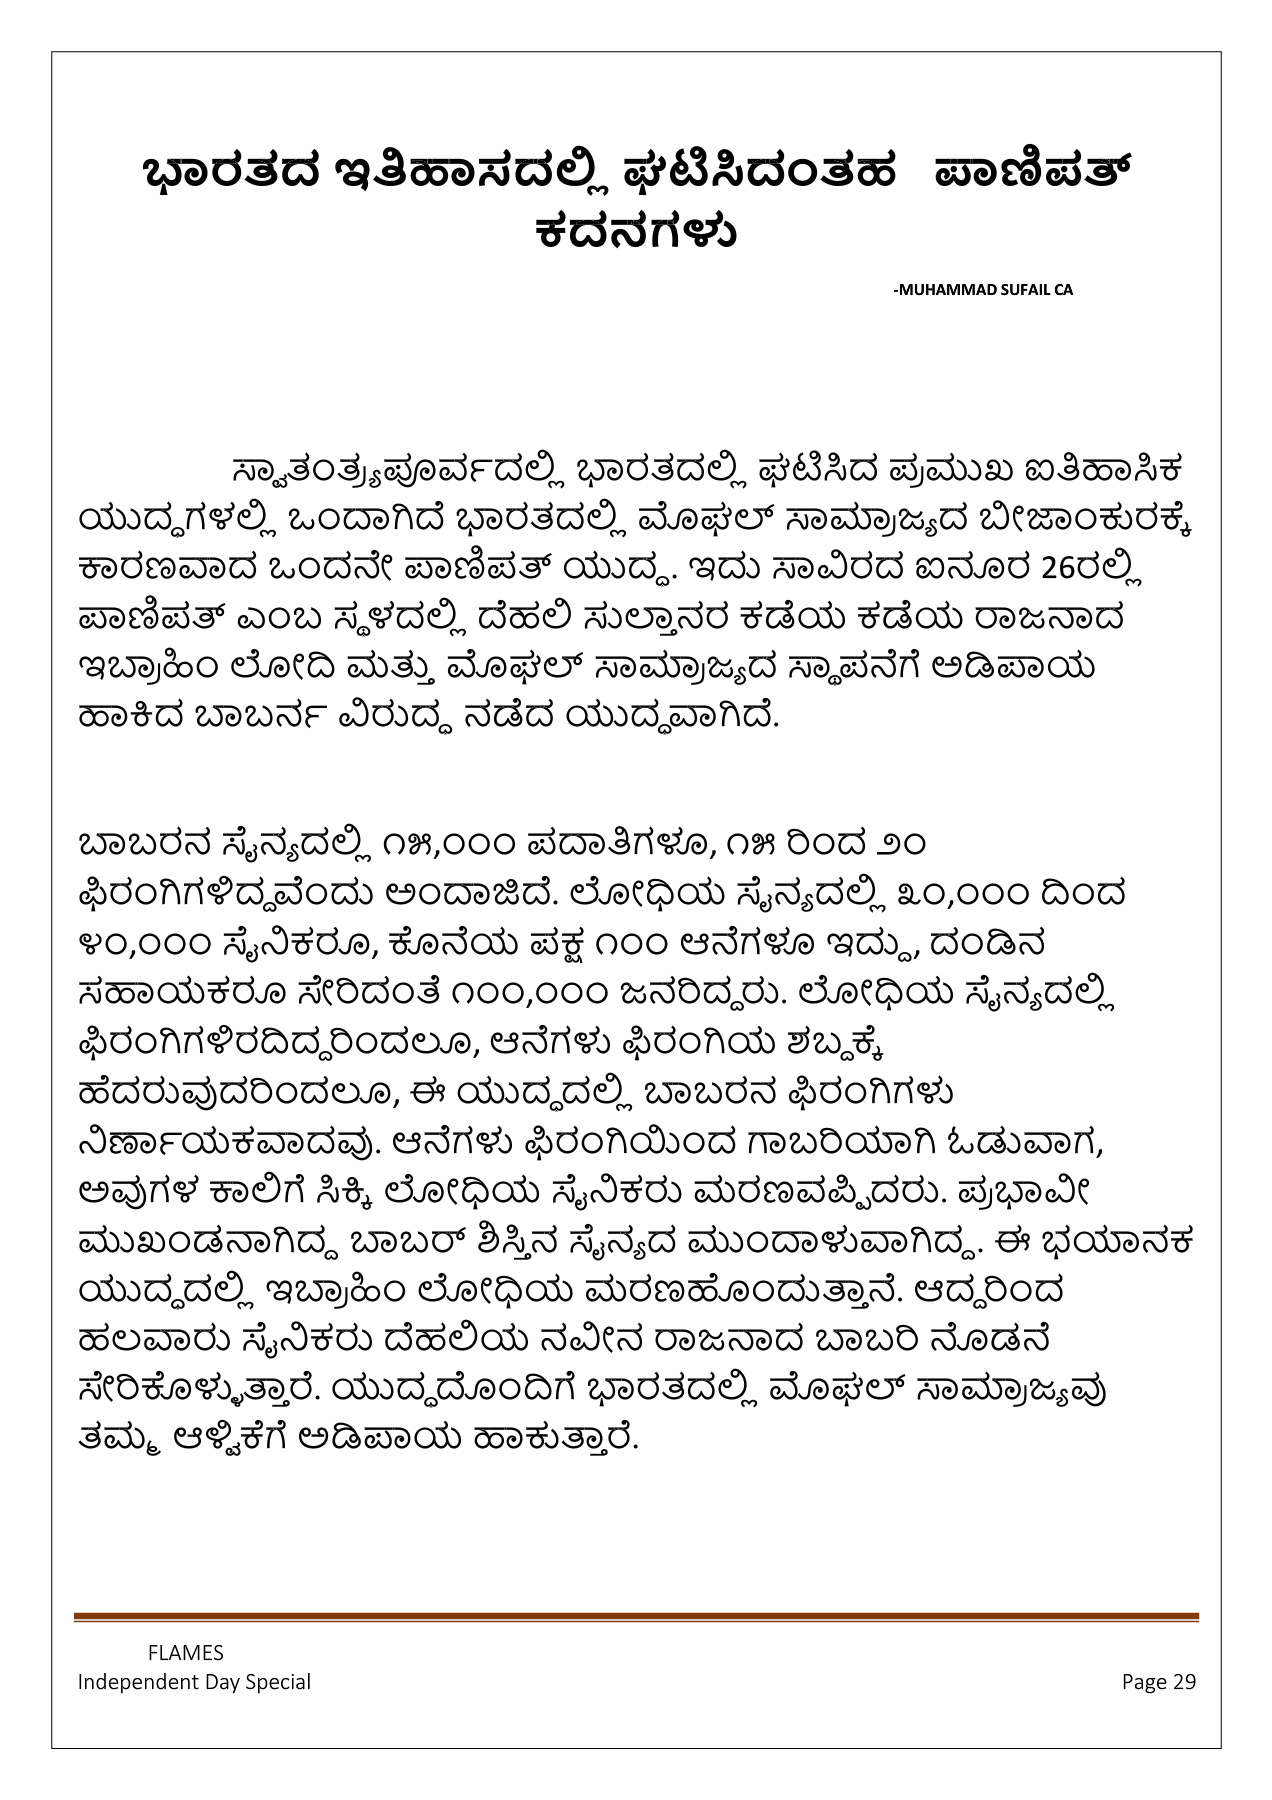 ಭಾರತದ ಇತಿಹಾಸದಲ್ಲಿ ಘಟಿಸಿದಂತಹ ಪಾಣಿಪತ್
ಕದನಗಳು
-MUHAMMAD SUFAIL CA
ಸ್ವಾತಂತ್ರ್ಯಪೂರ್ವದಲ್ಲಿ ಭಾರತದಲ್ಲಿ ಘಟಿಸಿದ ಪ್ರಮುಖ ಐತಿಹಾಸಿಕ
ಯುದ್ಧಗಳಲ್ಲಿ ಒಂದಾಗಿದೆ ಭಾರತದಲ್ಲಿ ಮೊಘಲ್ ಸಾಮ್ರಾಜ್ಯದ ಬೀಜಾಂಕುರಕ್ಕೆ
ಕಾರಣವಾದ ಒಂದನೇ ಪಾಣಿಪತ್ ಯುದ್ಧ. ಇದು ಸಾವಿರದ ಐನೂರ 26ರಲ್ಲಿ
ಪಾಣಿಪತ್ ಎಂಬ ಸ್ಥಳದಲ್ಲಿ ದೆಹಲಿ ಸುಲ್ತಾನರ ಕಡೆಯ ಕಡೆಯ ರಾಜನಾದ
ಇಬ್ರಾಹಿಂ ಲೋದಿ ಮತ್ತು ಮೊಘಲ್ ಸಾಮ್ರಾಜ್ಯದ ಸ್ಥಾಪನೆಗೆ ಅಡಿಪಾಯ
ಹಾಕಿದ ಬಾಬರ್ನ ವಿರುದ್ಧ ನಡೆದ ಯುದ್ಧವಾಗಿದೆ.
ಬಾಬರನ ಸೈನ್ಯದಲ್ಲಿ ೧೫,೦೦೦ ಪದಾತಿಗಳೂ, ೧೫ ರಿಂದ ೨೦
ಫಿರಂಗಿಗಳಿದ್ದವೆಂದು ಅಂದಾಜಿದೆ. ಲೋಧಿಯ ಸೈನ್ಯದಲ್ಲಿ ೩೦,೦೦೦ ದಿಂದ
೪೦,೦೦೦ ಸೈನಿಕರೂ, ಕೊನೆಯ ಪಕ್ಷ ೧೦೦ ಆನೆಗಳೂ ಇದ್ದು, ದಂಡಿನ
ಸಹಾಯಕರೂ ಸೇರಿದಂತೆ ೧೦೦,೦೦೦ ಜನರಿದ್ದರು. ಲೋಧಿಯ ಸೈನ್ಯದಲ್ಲಿ
ಫಿರಂಗಿಗಳಿರದಿದ್ದರಿಂದಲೂ, ಆನೆಗಳು ಫಿರಂಗಿಯ ಶಬ್ದಕ್ಕೆ
ಹೆದರುವುದರಿಂದಲೂ, ಈ ಯುದ್ಧದಲ್ಲಿ ಬಾಬರನ ಫಿರಂಗಿಗಳು
ನಿರ್ಣಾಯಕವಾದವು. ಆನೆಗಳು ಫಿರಂಗಿಯಿಂದ ಗಾಬರಿಯಾಗಿ ಓಡುವಾಗ,
ಅವುಗಳ ಕಾಲಿಗೆ ಸಿಕ್ಕಿ ಲೋಧಿಯ ಸೈನಿಕರು ಮರಣವಪ್ಪಿದರು. ಪ್ರಭಾವೀ
ಮುಖಂಡನಾಗಿದ್ದ ಬಾಬರ್ ಶಿಸ್ತಿನ ಸೈನ್ಯದ ಮುಂದಾಳುವಾಗಿದ್ದ. ಈ ಭಯಾನಕ
ಯುದ್ಧದಲ್ಲಿ ಇಬ್ರಾಹಿಂ ಲೋಧಿಯ ಮರಣಹೊಂದುತ್ತಾನೆ. ಆದ್ದರಿಂದ
ಹಲವಾರು ಸೈನಿಕರು ದೆಹಲಿಯ ನವೀನ ರಾಜನಾದ ಬಾಬರಿ ನೊಡನೆ
ಸೇರಿಕೊಳ್ಳುತ್ತಾರೆ. ಯುದ್ಧದೊಂದಿಗೆ ಭಾರತದಲ್ಲಿ ಮೊಘಲ್ ಸಾಮ್ರಾಜ್ಯವು
ತಮ್ಮ ಆಳ್ವಿಕೆಗೆ ಅಡಿಪಾಯ ಹಾಕುತ್ತಾರೆ.
FLAMES
Independent Day Special Page 29